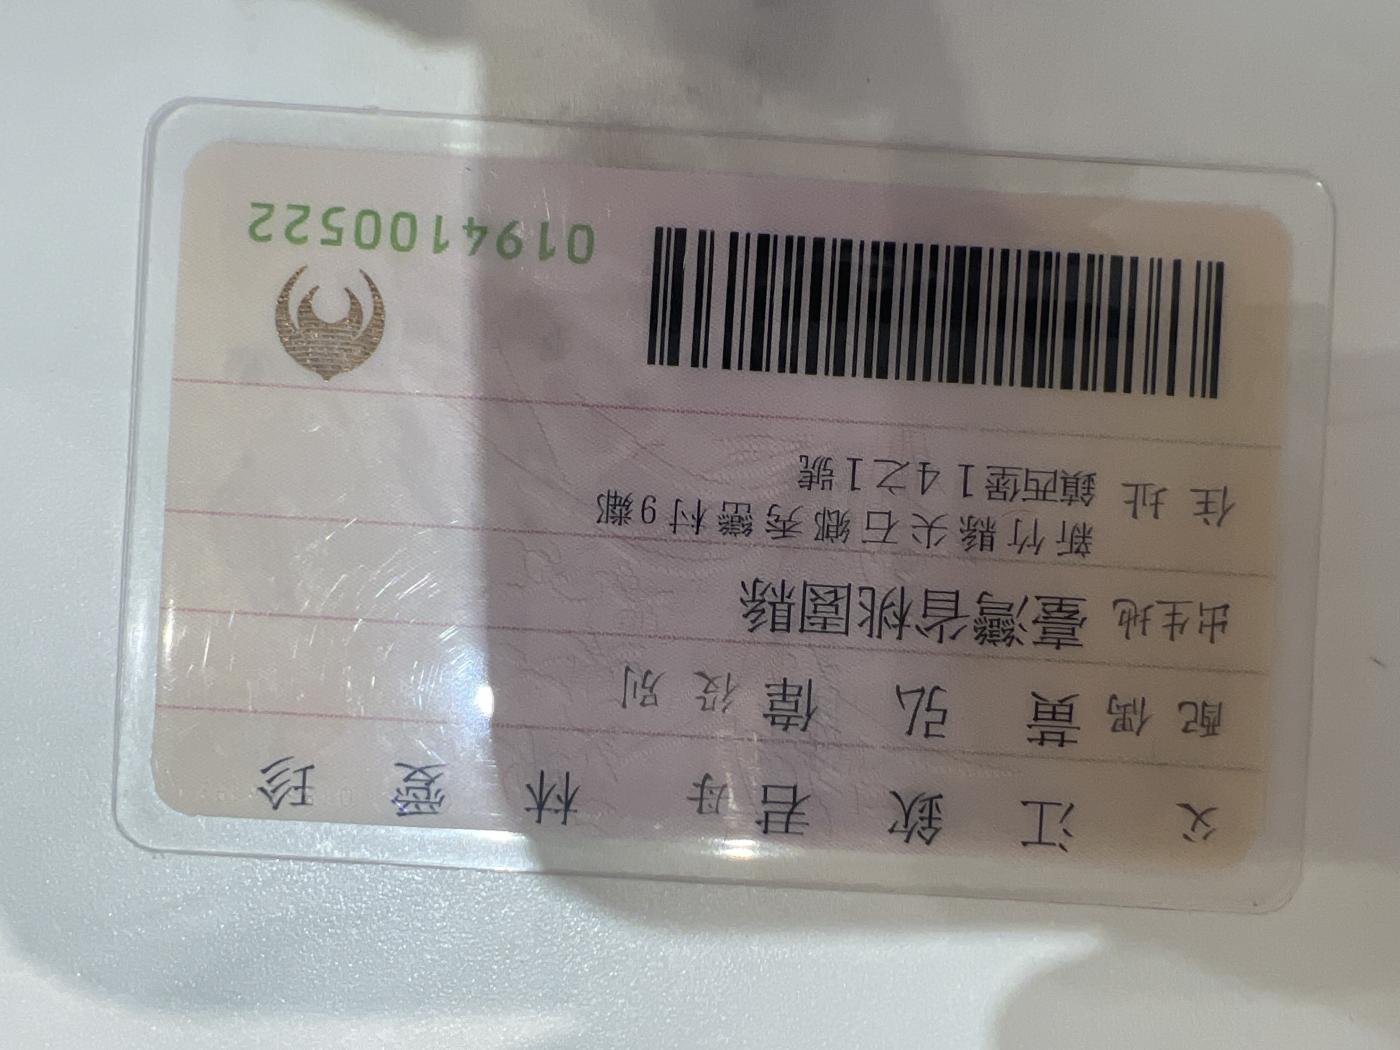 父 江欽君 母 林愛珍
配偶 黃弘偉 役別
出生地 臺灣省桃園縣
住址 新竹縣尖石鄉秀巒村9鄰
鎮西堡14之1號
0194100522